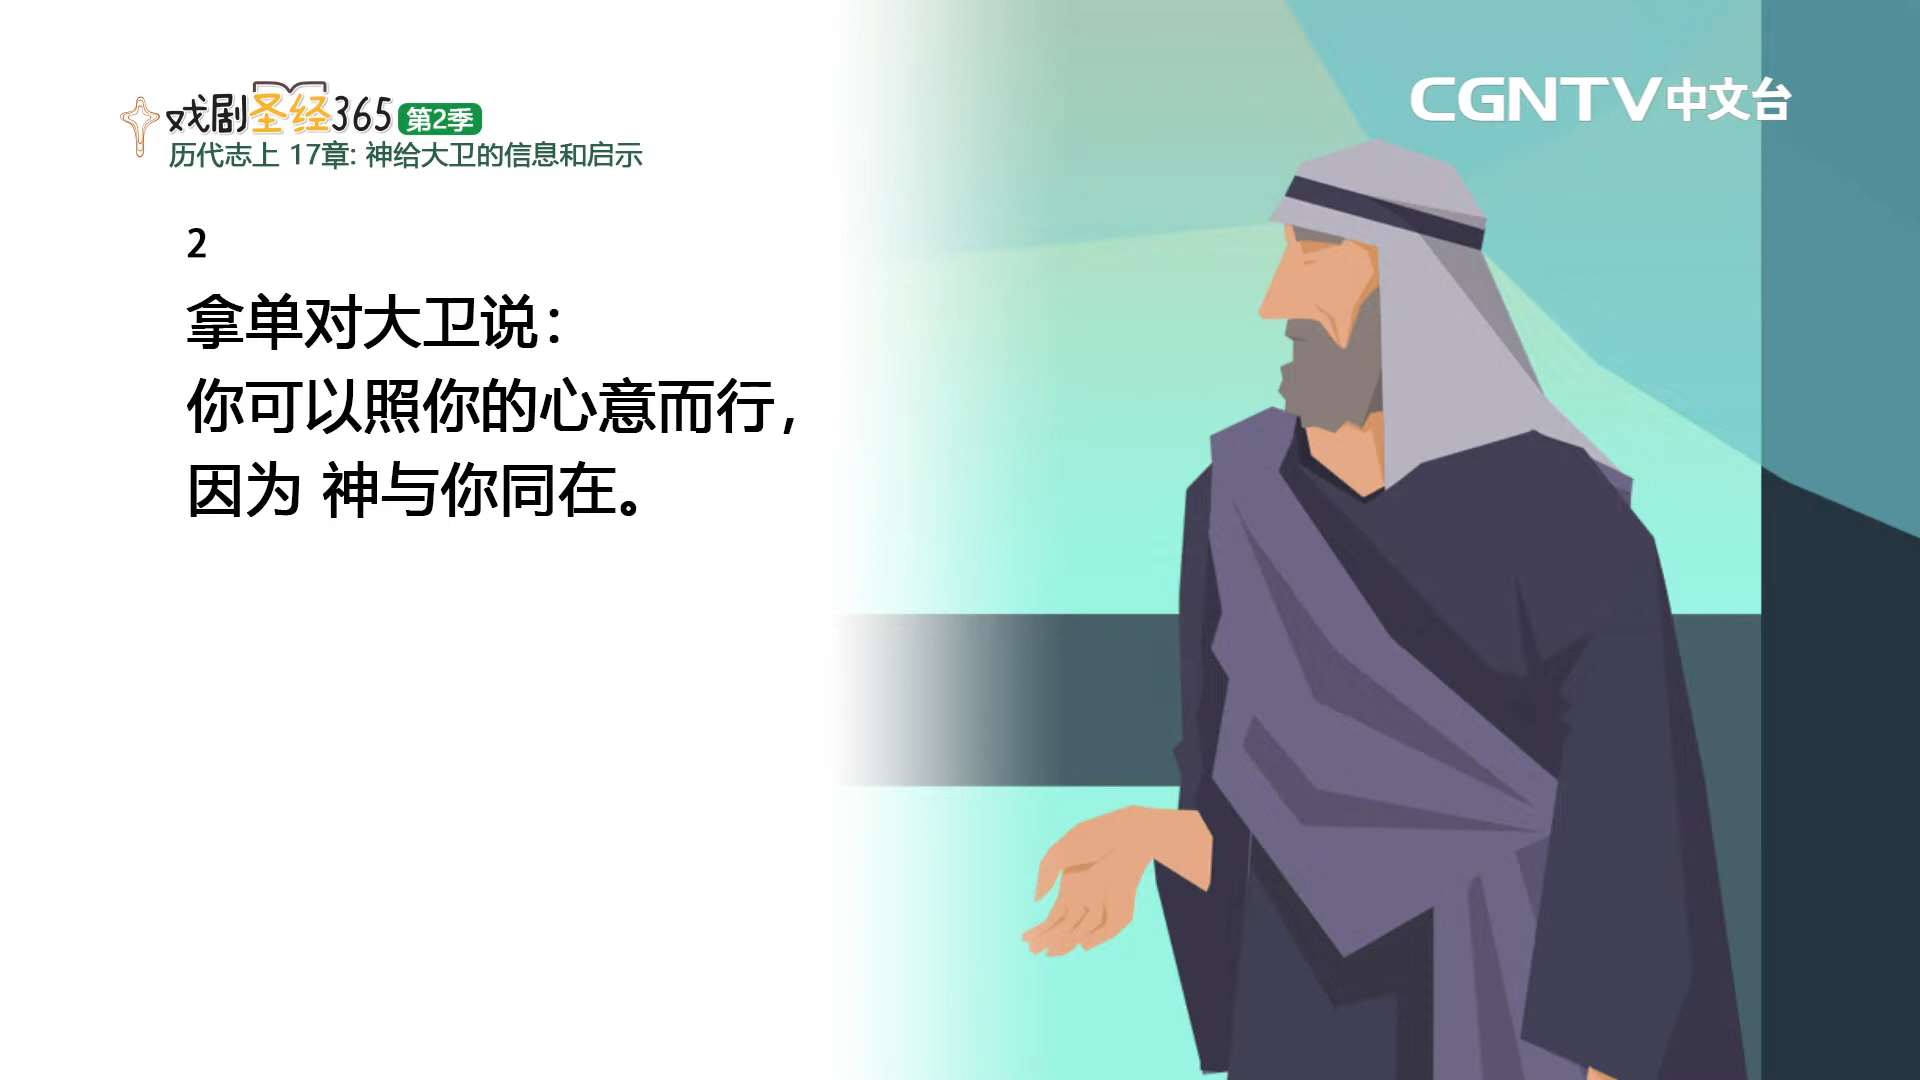 戏剧圣经365 第2季
历代志上 17章: 神给大卫的信息和启示
CGNTV中文台
2
拿单对大卫说：
你可以照你的心意而行，
因为 神与你同在。